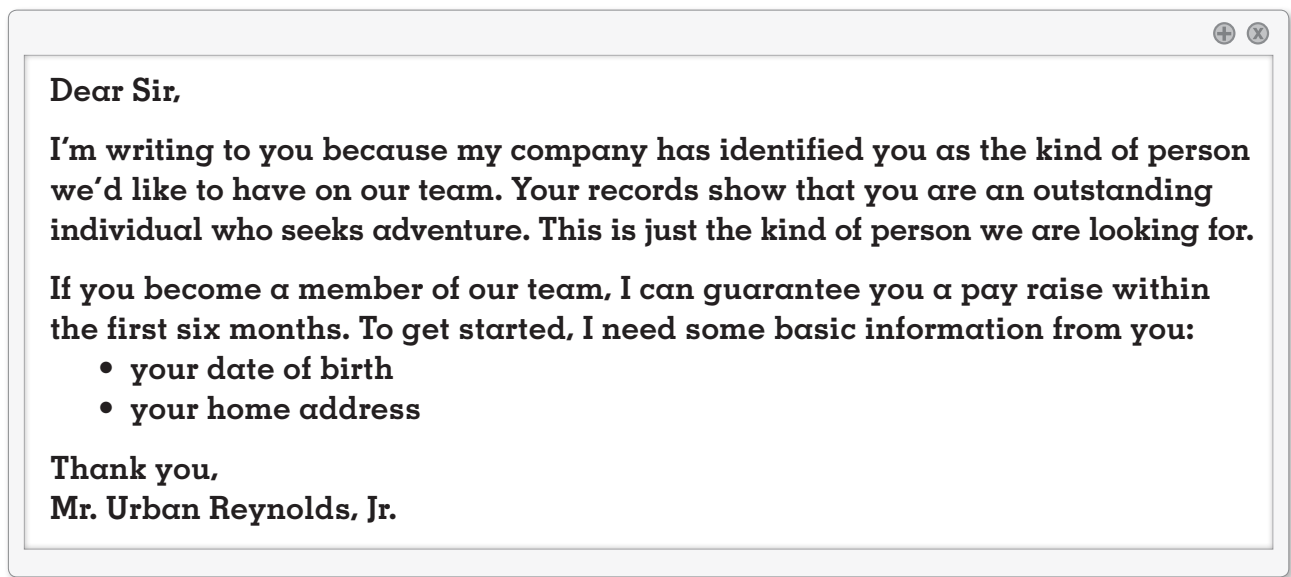 Dear Sir,
I’m writing to you because my company has identified you as the kind of person
we’d like to have on our team. Your records show that you are an outstanding
individual who seeks adventure. This is just the kind of person we are looking for.
If you become a member of our team, I can guarantee you a pay raise within
the first six months. To get started, I need some basic information from you:
• your date of birth
• your home address
Thank you,
Mr. Urban Reynolds, Jr.